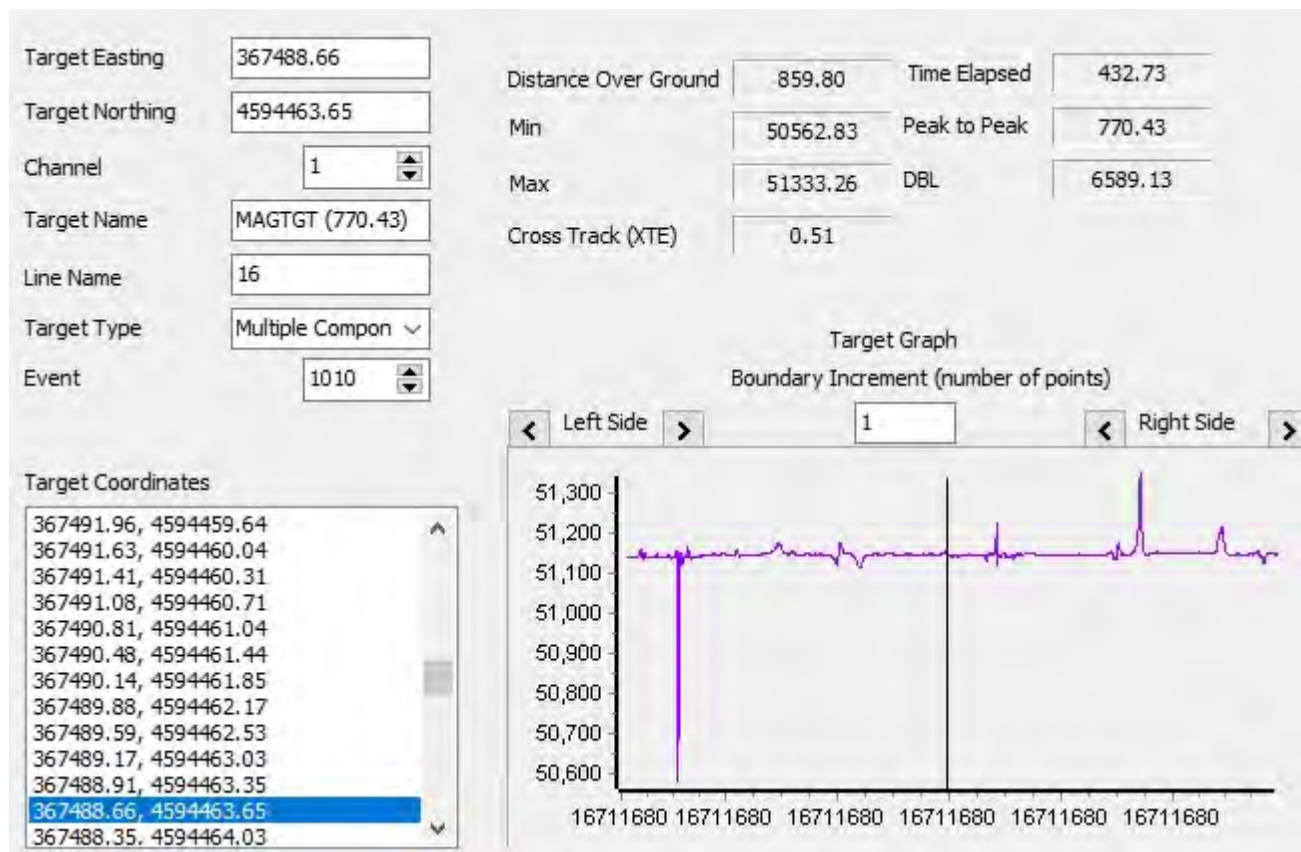 Target Easting 367488.66
Target Northing 4594463.65
Channel 1
Target Name MAGTGT (770.43)
Line Name 16
Target Type Multiple Compon
Event 1010
Distance Over Ground 859.80 Time Elapsed 432.73
Min 50562.83 Peak to Peak 770.43
Max 51333.26 DBL 6589.13
Cross Track (XTE) 0.51
Target Graph
Boundary Increment (number of points)
< Left Side > 1 < Right Side >
Target Coordinates
367491.96, 4594459.64
367491.63, 4594460.04
367491.41, 4594460.31
367491.08, 4594460.71
367490.81, 4594461.04
367490.48, 4594461.44
367490.14, 4594461.85
367489.88, 4594462.17
367489.59, 4594462.53
367489.17, 4594463.03
367488.91, 4594463.35
367488.66, 4594463.65
367488.35, 4594464.03
51,300
51,200
51,100
51,000
50,900
50,800
50,700
50,600
16711680 16711680 16711680 16711680 16711680 16711680